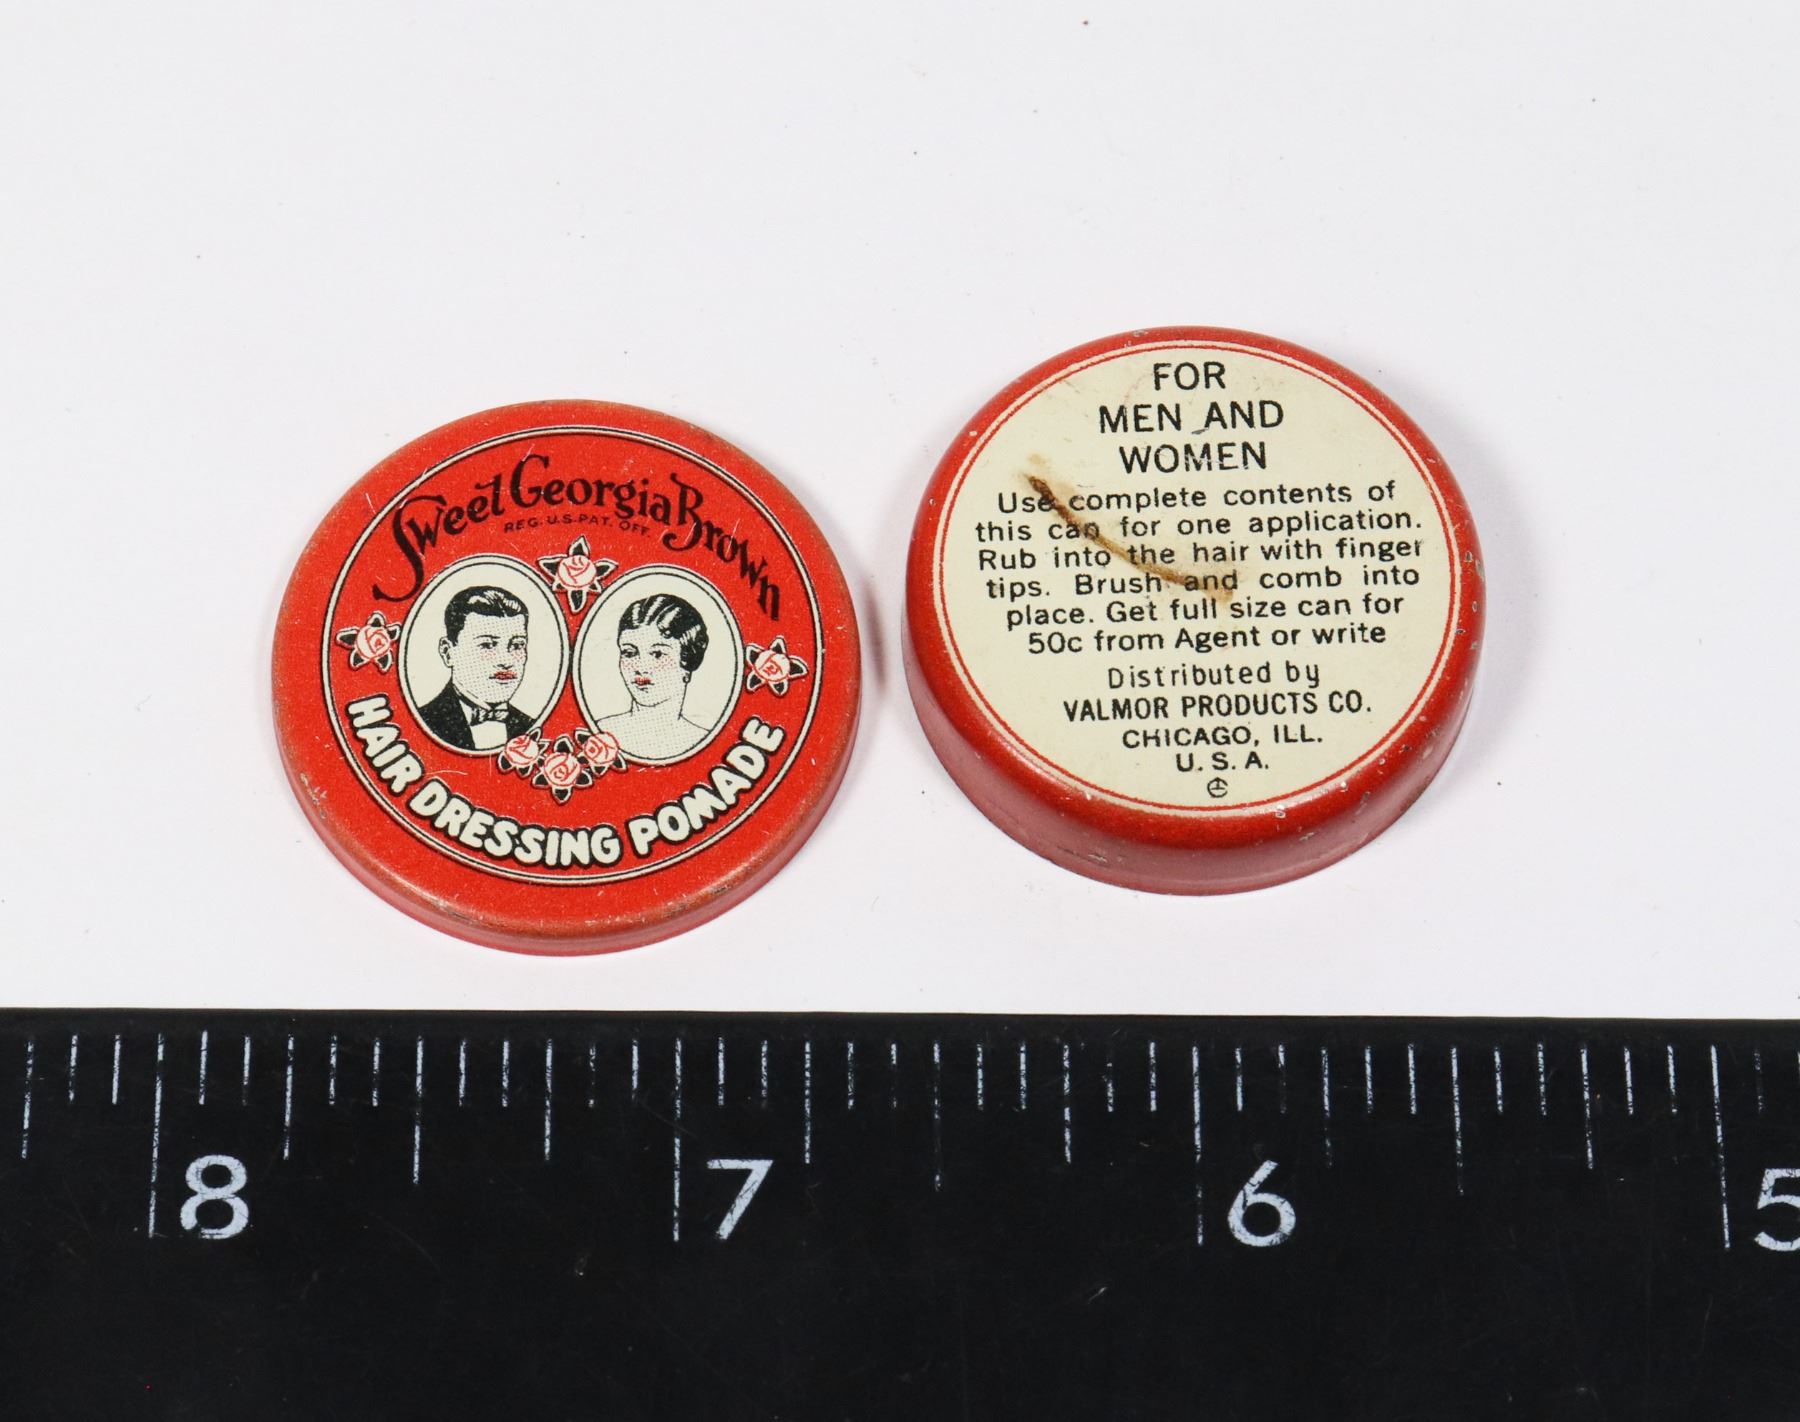 Sweet Georgia Brown
REG. U.S. PAT. OFF.
HAIR DRESSING POMADE
FOR
MEN AND
WOMEN
Use complete contents of
this can for one application.
Rub into the hair with finger
tips. Brush and comb into
place. Get full size can for
50c from Agent or write
Distributed by
VALMOR PRODUCTS CO.
CHICAGO, ILL.
U. S. A.
8 7 6 5